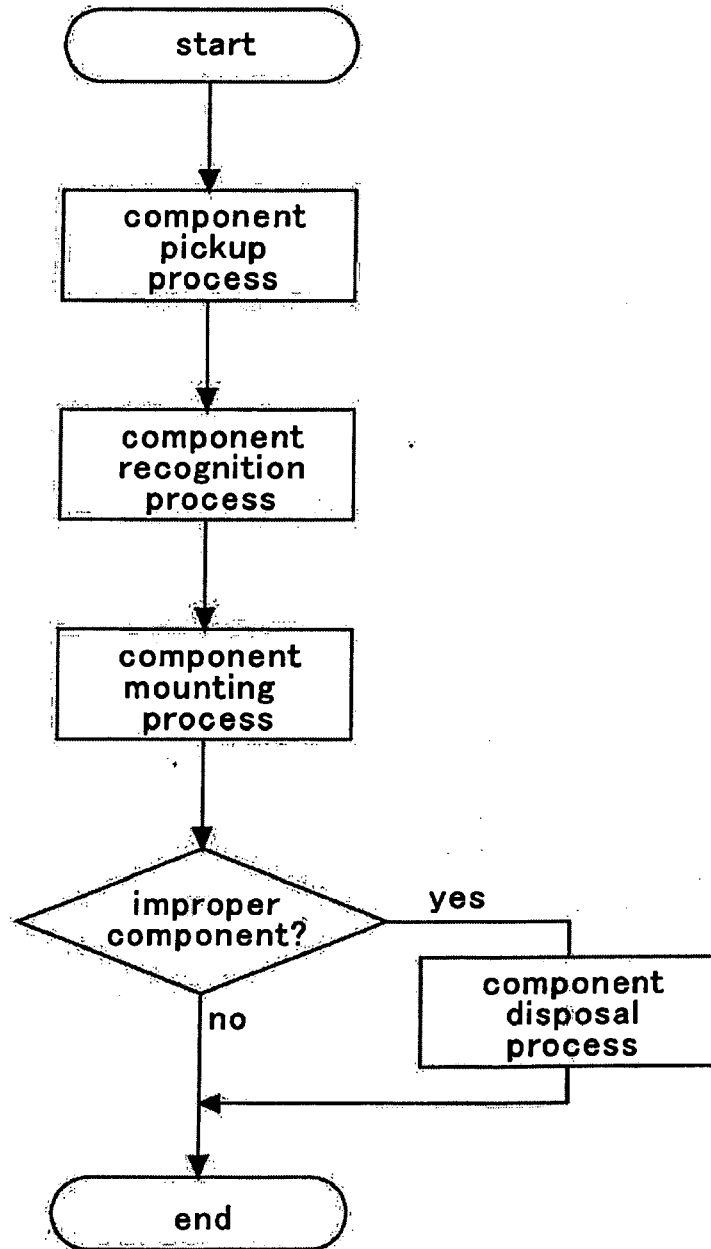 start
component
pickup
process
component
recognition
process
component
mounting
process
improper
component?
yes
no
component
disposal
process
end